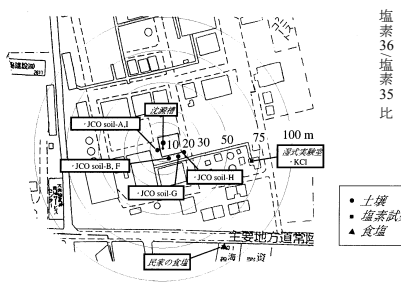 塩素36/塩素35 比
沈澱槽
·JCO soil-A,I
10 20 30 50 75 100 m
·JCO soil-B, F
·JCO soil-H
·JCO soil-G
湿式実験室
·KCl
● 土壌
■ 塩素試
▲ 食塩
主要地方道常陸
民家の食塩